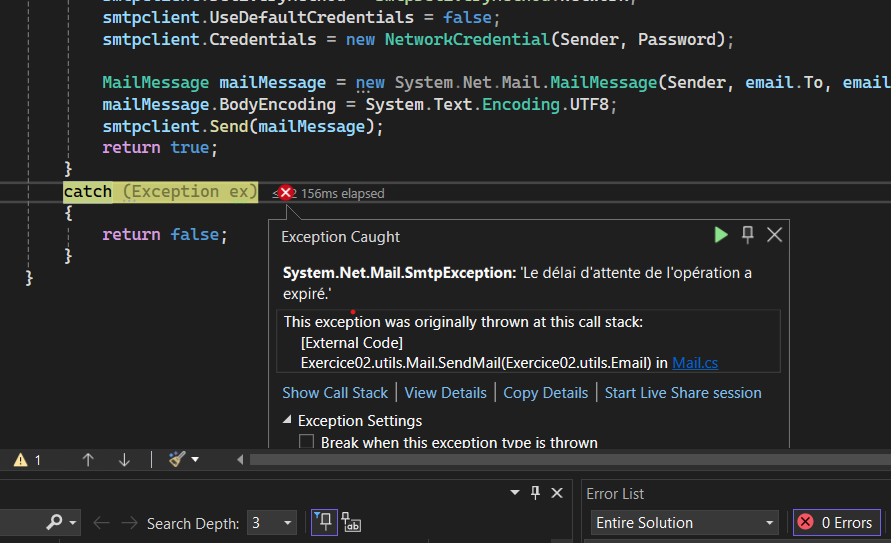 smtpclient.UseDefaultCredentials = false;
smtpclient.Credentials = new NetworkCredential(Sender, Password);
MailMessage mailMessage = new System.Net.Mail.MailMessage(Sender, email.To, email
mailMessage.BodyEncoding = System.Text.Encoding.UTF8;
smtpclient.Send(mailMessage);
return true;
}
catch (Exception ex) 156ms elapsed
{
return false;
}
}
Exception Caught
System.Net.Mail.SmtpException: 'Le délai d'attente de l'opération a
expiré.'
This exception was originally thrown at this call stack:
[External Code]
Exercice02.utils.Mail.SendMail(Exercice02.utils.Email) in Mail.cs
Show Call Stack | View Details | Copy Details | Start Live Share session
Exception Settings
Break when this exception type is thrown
1
Search Depth: 3
Error List
Entire Solution
0 Errors